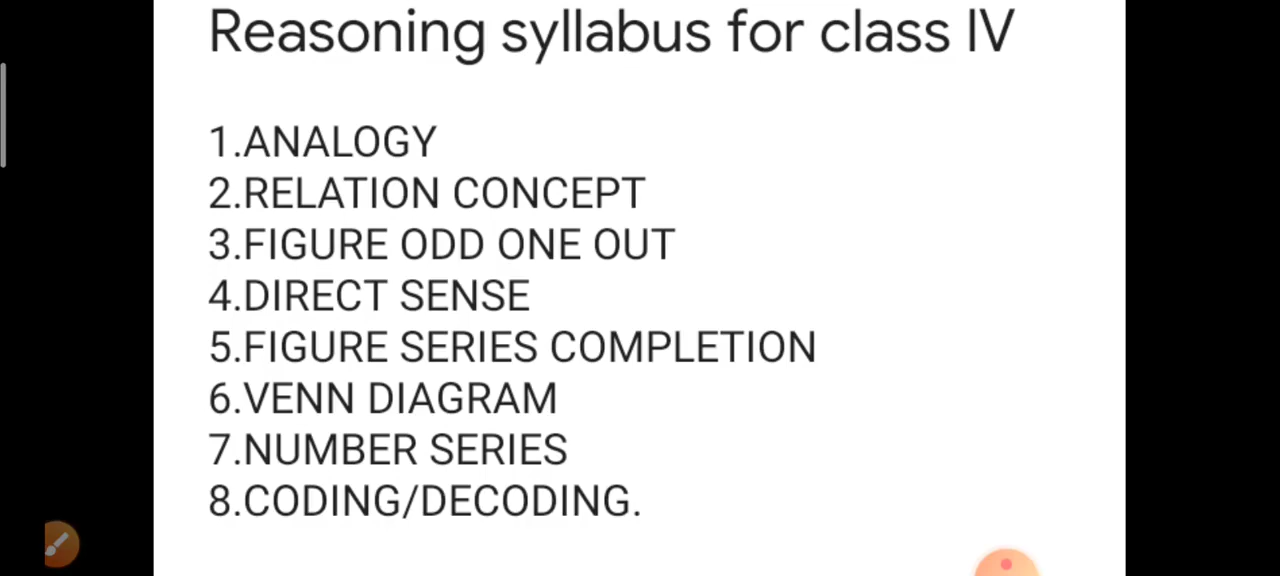 Reasoning syllabus for class IV
1.ANALOGY
2.RELATION CONCEPT
3.FIGURE ODD ONE OUT
4.DIRECT SENSE
5.FIGURE SERIES COMPLETION
6.VENN DIAGRAM
7.NUMBER SERIES
8.CODING/DECODING.